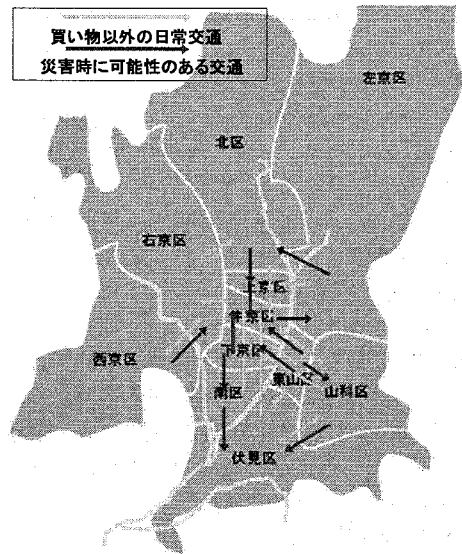 買い物以外の日常交通
災害時に可能性のある交通
左京区
北区
右京区
上京区
中京区
下京区
西京区
東山区
山科区
南区
伏見区